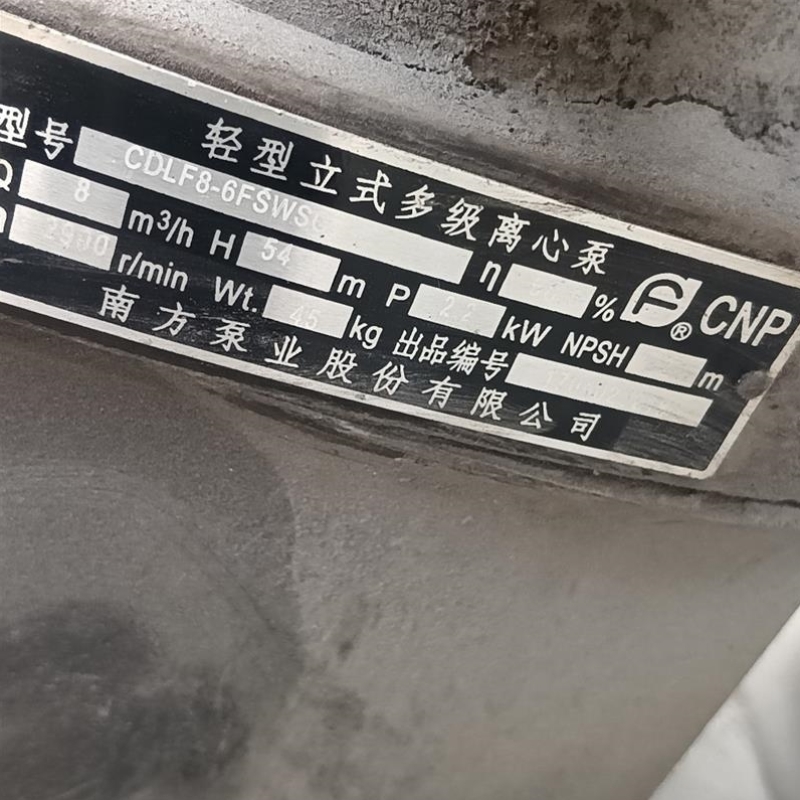 轻型立式多级离心泵
型号 CDLF8-6FSWS
Q 8 m³/h H 54 m P 2.2 kW NPSH m
n 2900 r/min Wt. 45 kg 出品编号
η %
CNP ®
南方泵业股份有限公司